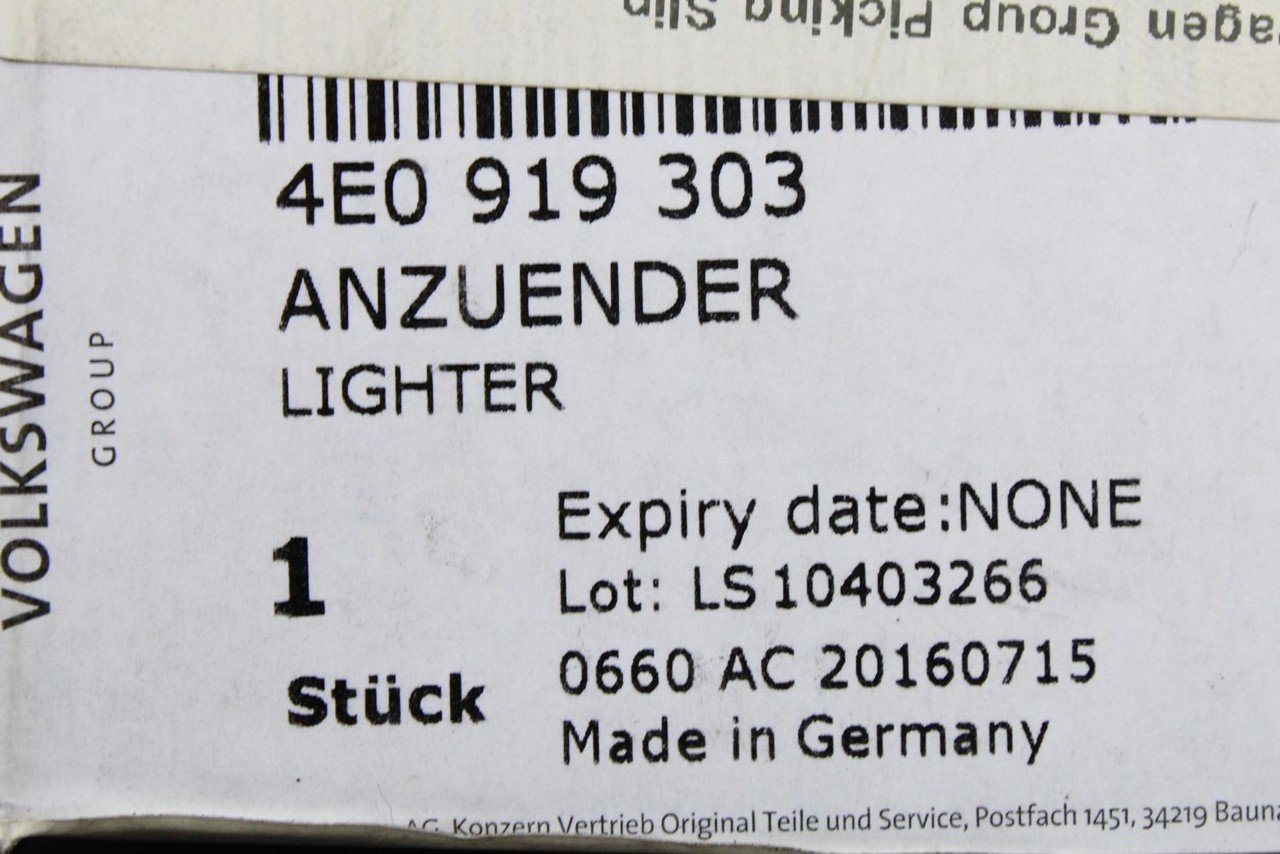 agen Group Picking Slip
VOLKSWAGEN
GROUP
4E0 919 303
ANZUENDER
LIGHTER
1
Stück
Expiry date:NONE
Lot: LS 10403266
0660 AC 20160715
Made in Germany
AG, Konzern Vertrieb Original Teile und Service, Postfach 1451, 34219 Bauna